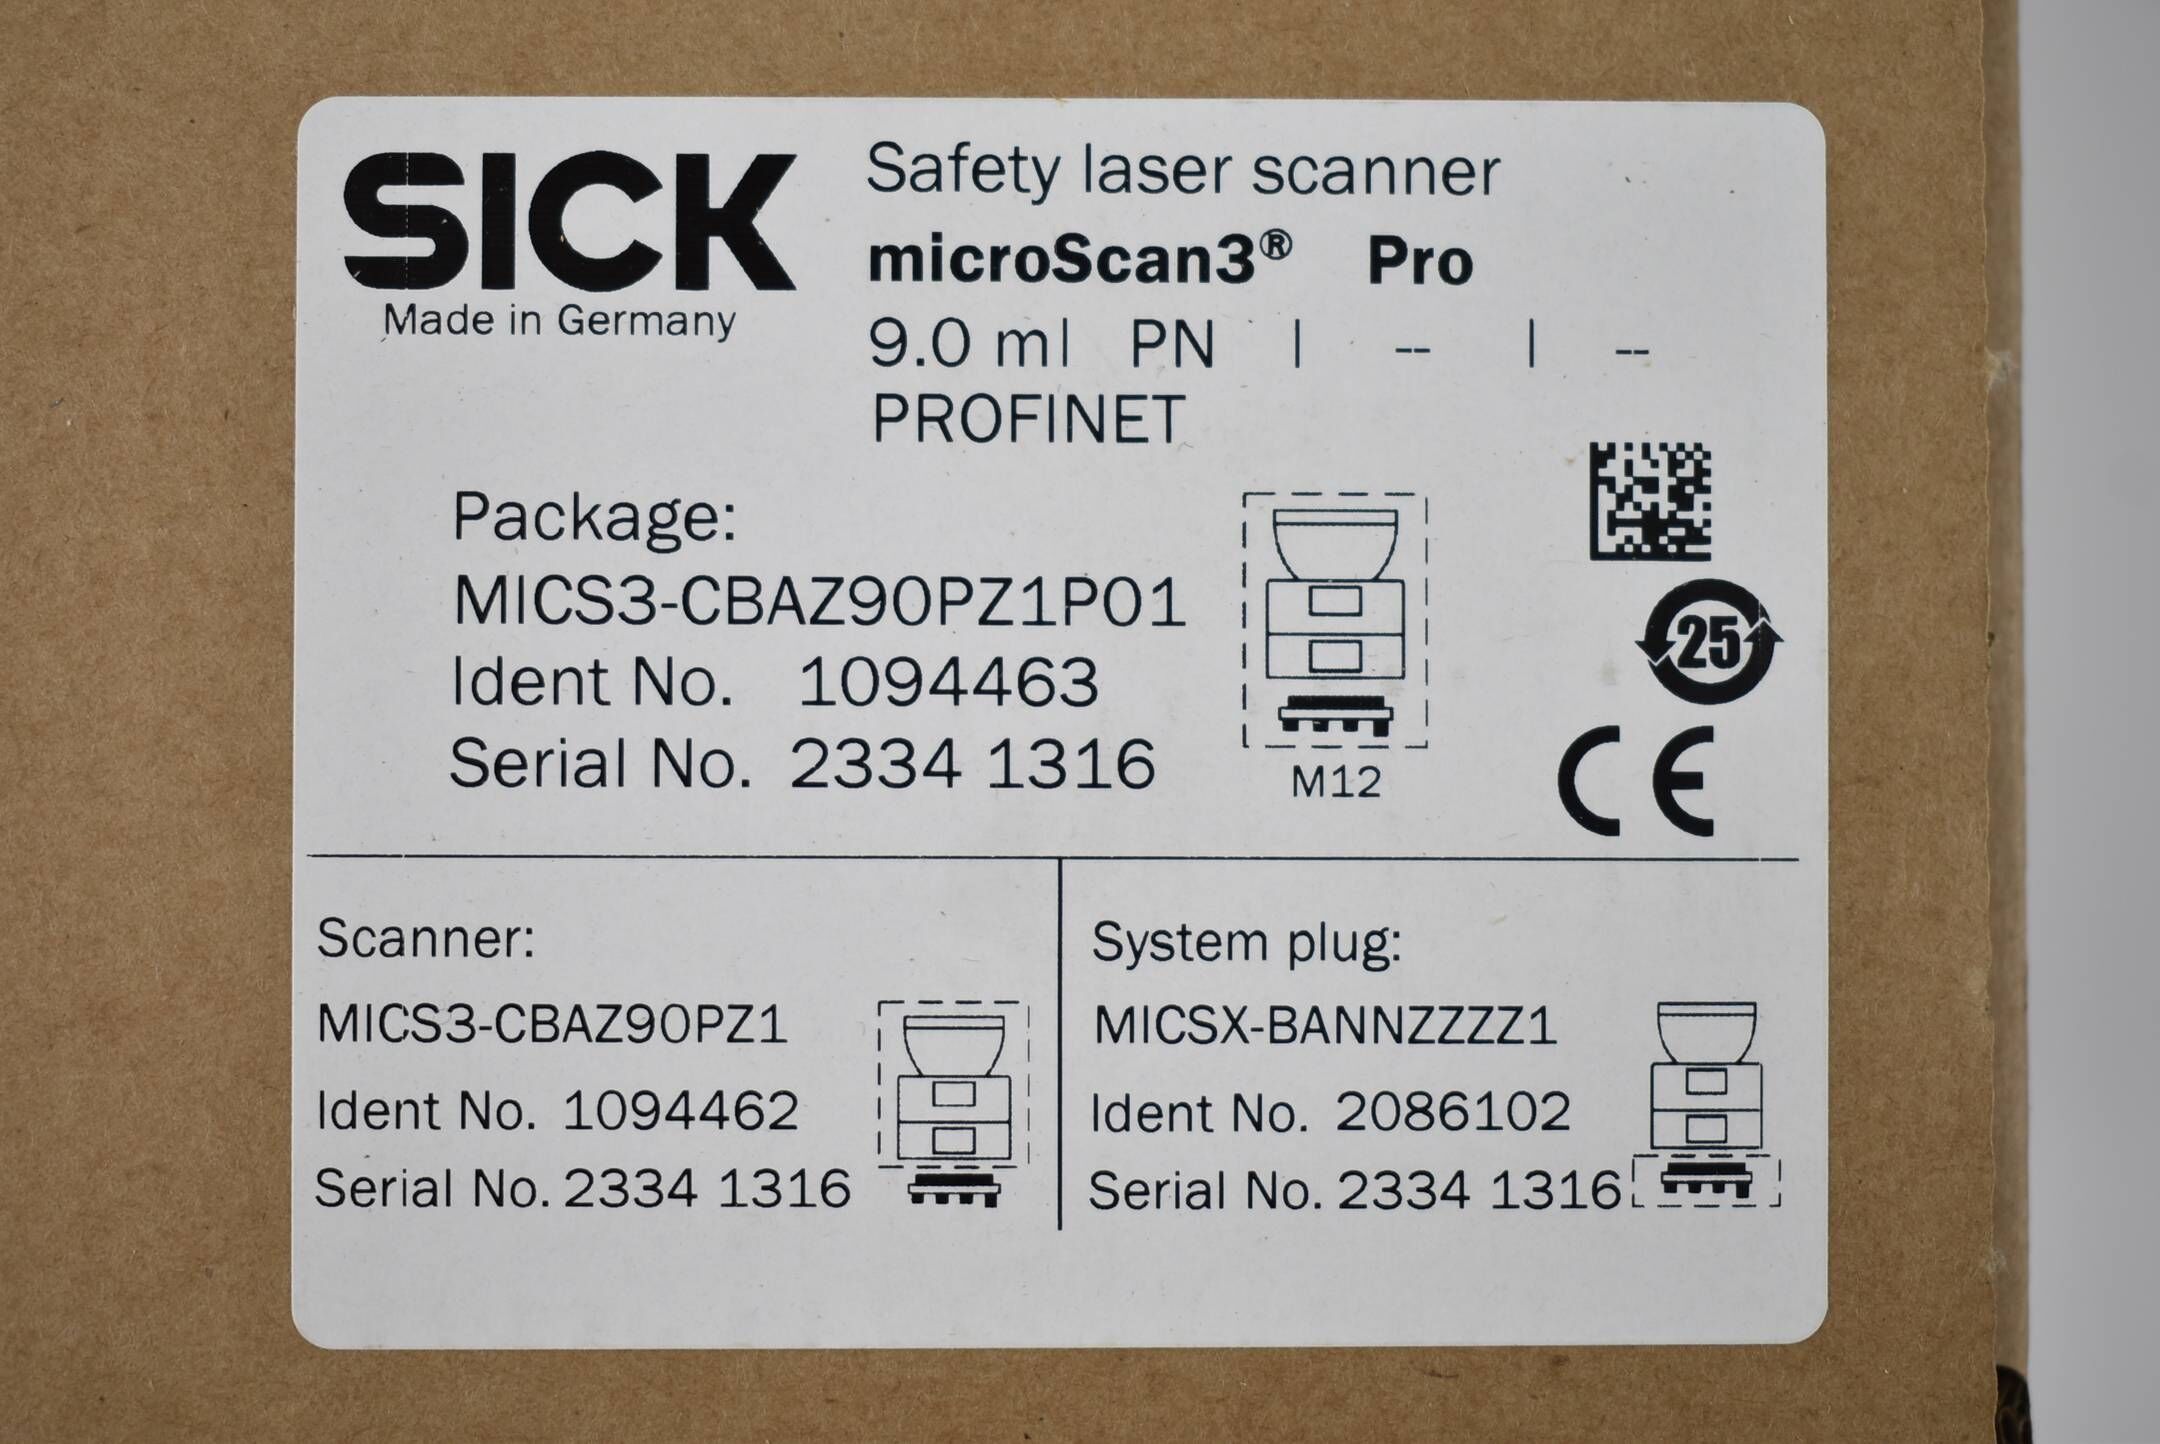 SICK
Made in Germany
Safety laser scanner
microScan3® Pro
9.0 m| PN | -- | --
PROFINET
Package:
MICS3-CBAZ90PZ1P01
Ident No. 1094463
Serial No. 2334 1316
M12
25
CE
Scanner:
MICS3-CBAZ90PZ1
Ident No. 1094462
Serial No. 2334 1316
System plug:
MICSX-BANNZZZZ1
Ident No. 2086102
Serial No. 2334 1316